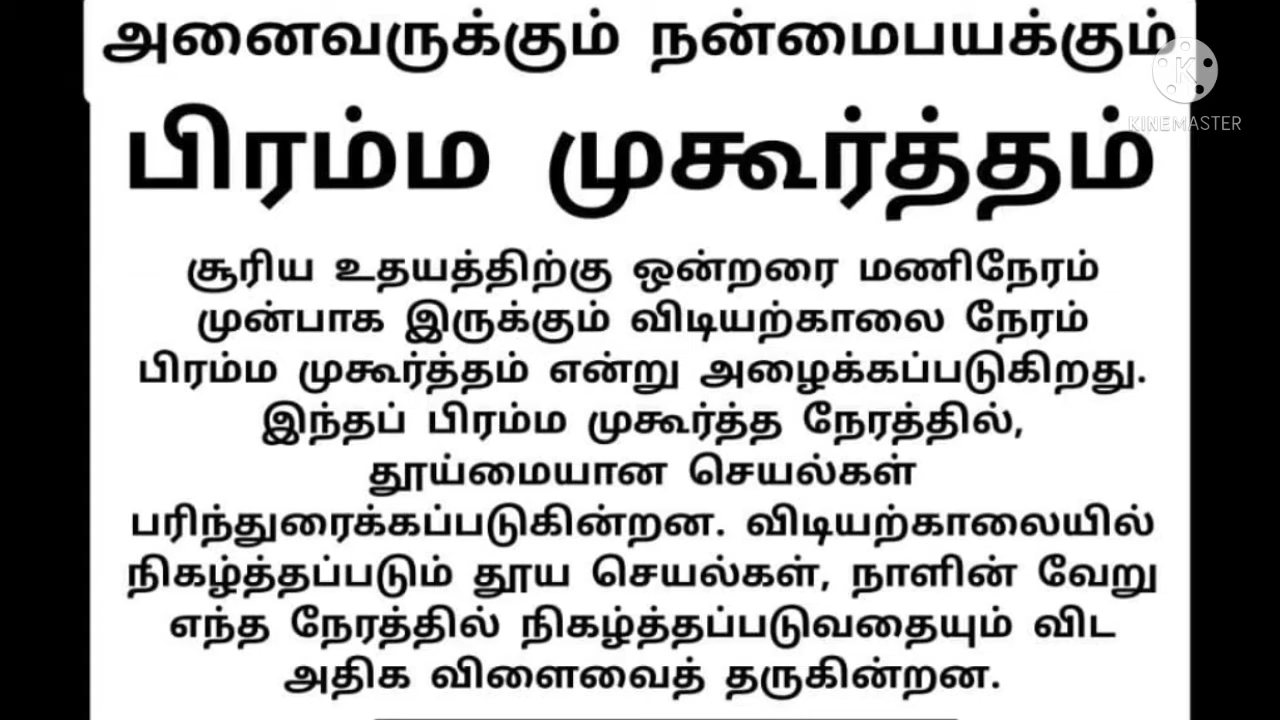 அனைவருக்கும் நன்மைபயக்கும்
KINEMASTER
பிரம்ம முகூர்த்தம்
சூரிய உதயத்திற்கு ஒன்றரை மணிநேரம்
முன்பாக இருக்கும் விடியற்காலை நேரம்
பிரம்ம முகூர்த்தம் என்று அழைக்கப்படுகிறது.
இந்தப் பிரம்ம முகூர்த்த நேரத்தில்,
தூய்மையான செயல்கள்
பரிந்துரைக்கப்படுகின்றன. விடியற்காலையில்
நிகழ்த்தப்படும் தூய செயல்கள், நாளின் வேறு
எந்த நேரத்தில் நிகழ்த்தப்படுவதையும் விட
அதிக விளைவைத் தருகின்றன.